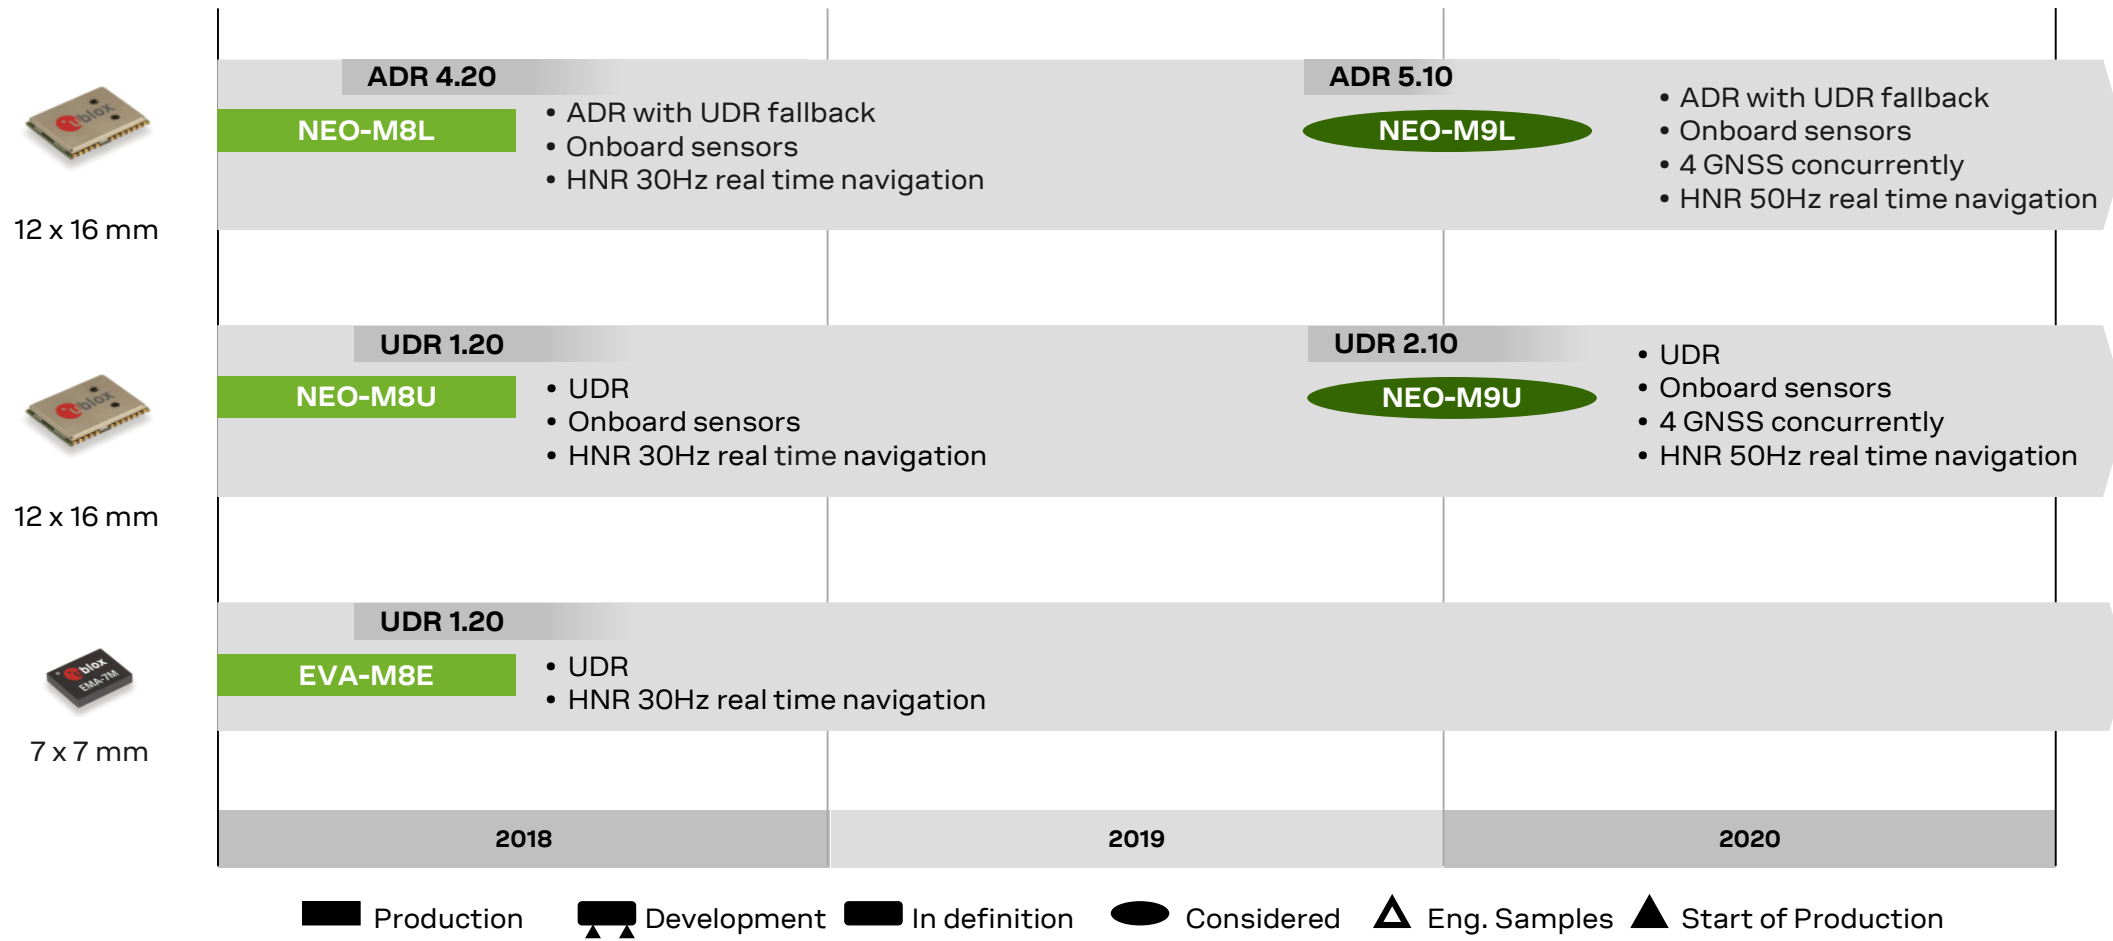 ADR 4.20
ADR 5.10
NEO-M8L
• ADR with UDR fallback
• Onboard sensors
• HNR 30Hz real time navigation
NEO-M9L
• ADR with UDR fallback
• Onboard sensors
• 4 GNSS concurrently
• HNR 50Hz real time navigation
ublox
12 x 16 mm
UDR 1.20
UDR 2.10
NEO-M8U
• UDR
• Onboard sensors
• HNR 30Hz real time navigation
NEO-M9U
• UDR
• Onboard sensors
• 4 GNSS concurrently
• HNR 50Hz real time navigation
ublox
12 x 16 mm
UDR 1.20
EVA-M8E
• UDR
• HNR 30Hz real time navigation
ublox
EMA-7M
7 x 7 mm
2018
2019
2020
Production
Development
In definition
Considered
Eng. Samples
Start of Production